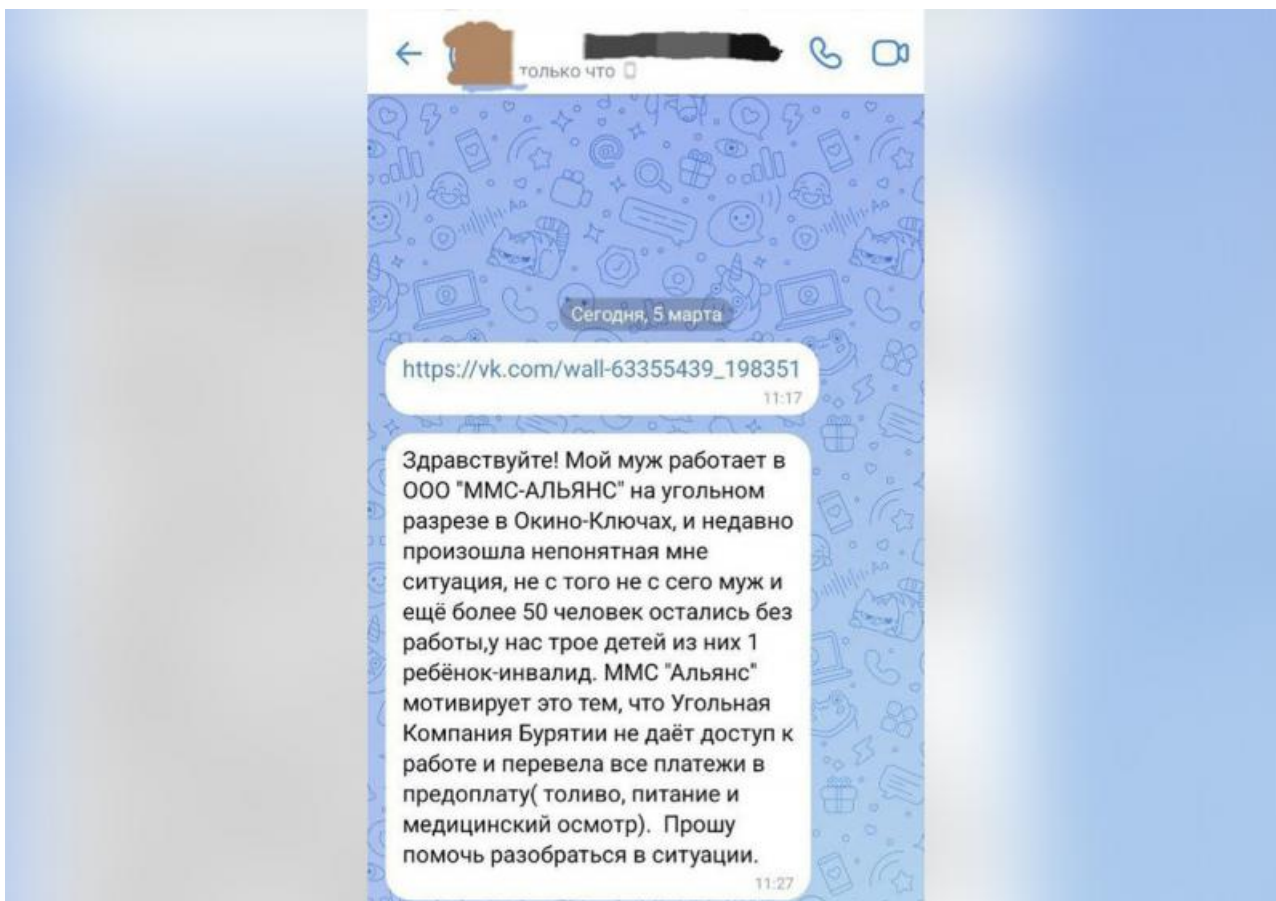 только что
Сегодня, 5 марта
https://vk.com/wall-63355439_198351
11:17
Здравствуйте! Мой муж работает в
ООО "ММС-АЛЬЯНС" на угольном
разрезе в Окино-Ключах, и недавно
произошла непонятная мне
ситуация, не с того не с сего муж и
ещё более 50 человек остались без
работы,у нас трое детей из них 1
ребёнок-инвалид. ММС "Альянс"
мотивирует это тем, что Угольная
Компания Бурятии не даёт доступ к
работе и перевела все платежи в
предоплату( толиво, питание и
медицинский осмотр).  Прошу
помочь разобраться в ситуации.
11:27